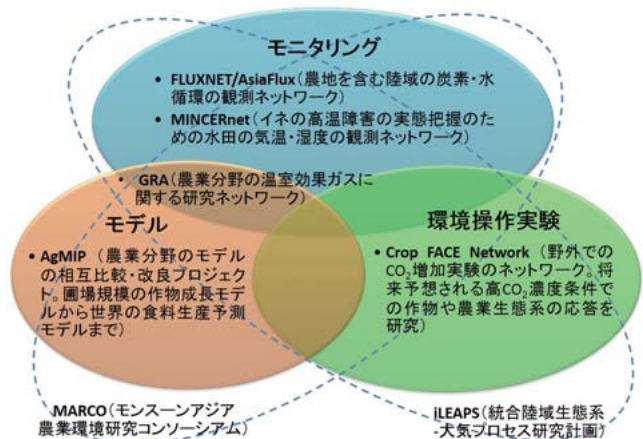 モニタリング
• FLUXNET/AsiaFlux(農地を含む陸域の炭素・水
循環の観測ネットワーク)
• MINCERnet(イネの高温障害の実態把握のた
めの水田の気温・湿度の観測ネットワーク)
• GRA(農業分野の温室効果ガスに
関する研究ネットワーク)
モデル
• AgMIP(農業分野のモデル
の相互比較・改良プロジェク
ト。圃場規模の作物成長モデ
ルから世界の食料生産予測
モデルまで)
環境操作実験
• Crop FACE Network(野外での
CO₂増加実験のネットワーク。将
来予想される高CO₂濃度条件で
の作物や農業生態系の応答を
研究)
MARCO(モンスーンアジア
農業環境研究コンソーシアム)
iLEAPS(統合陸域生態系
-大気プロセス研究計画)